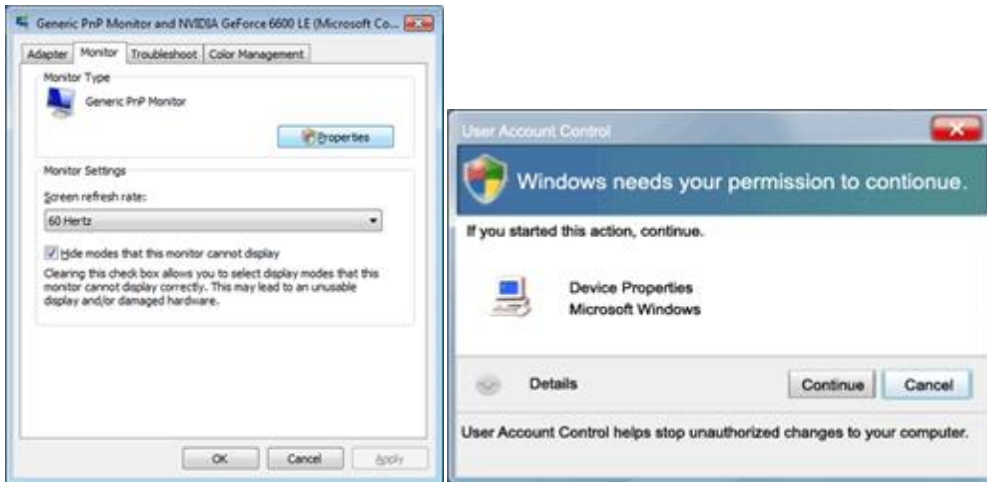 Generic PnP Monitor and NVIDIA GeForce 6600 LE (Microsoft Co...
Adapter Monitor Troubleshoot Color Management
Monitor Type
Generic PnP Monitor
Properties
Monitor Settings
Screen refresh rate:
60 Hertz
Hide modes that this monitor cannot display
Clearing this check box allows you to select display modes that this
monitor cannot display correctly. This may lead to an unusable
display and/or damaged hardware.
OK Cancel Apply
User Account Control
Windows needs your permission to contionue.
If you started this action, continue.
Device Properties
Microsoft Windows
Details Continue Cancel
User Account Control helps stop unauthorized changes to your computer.